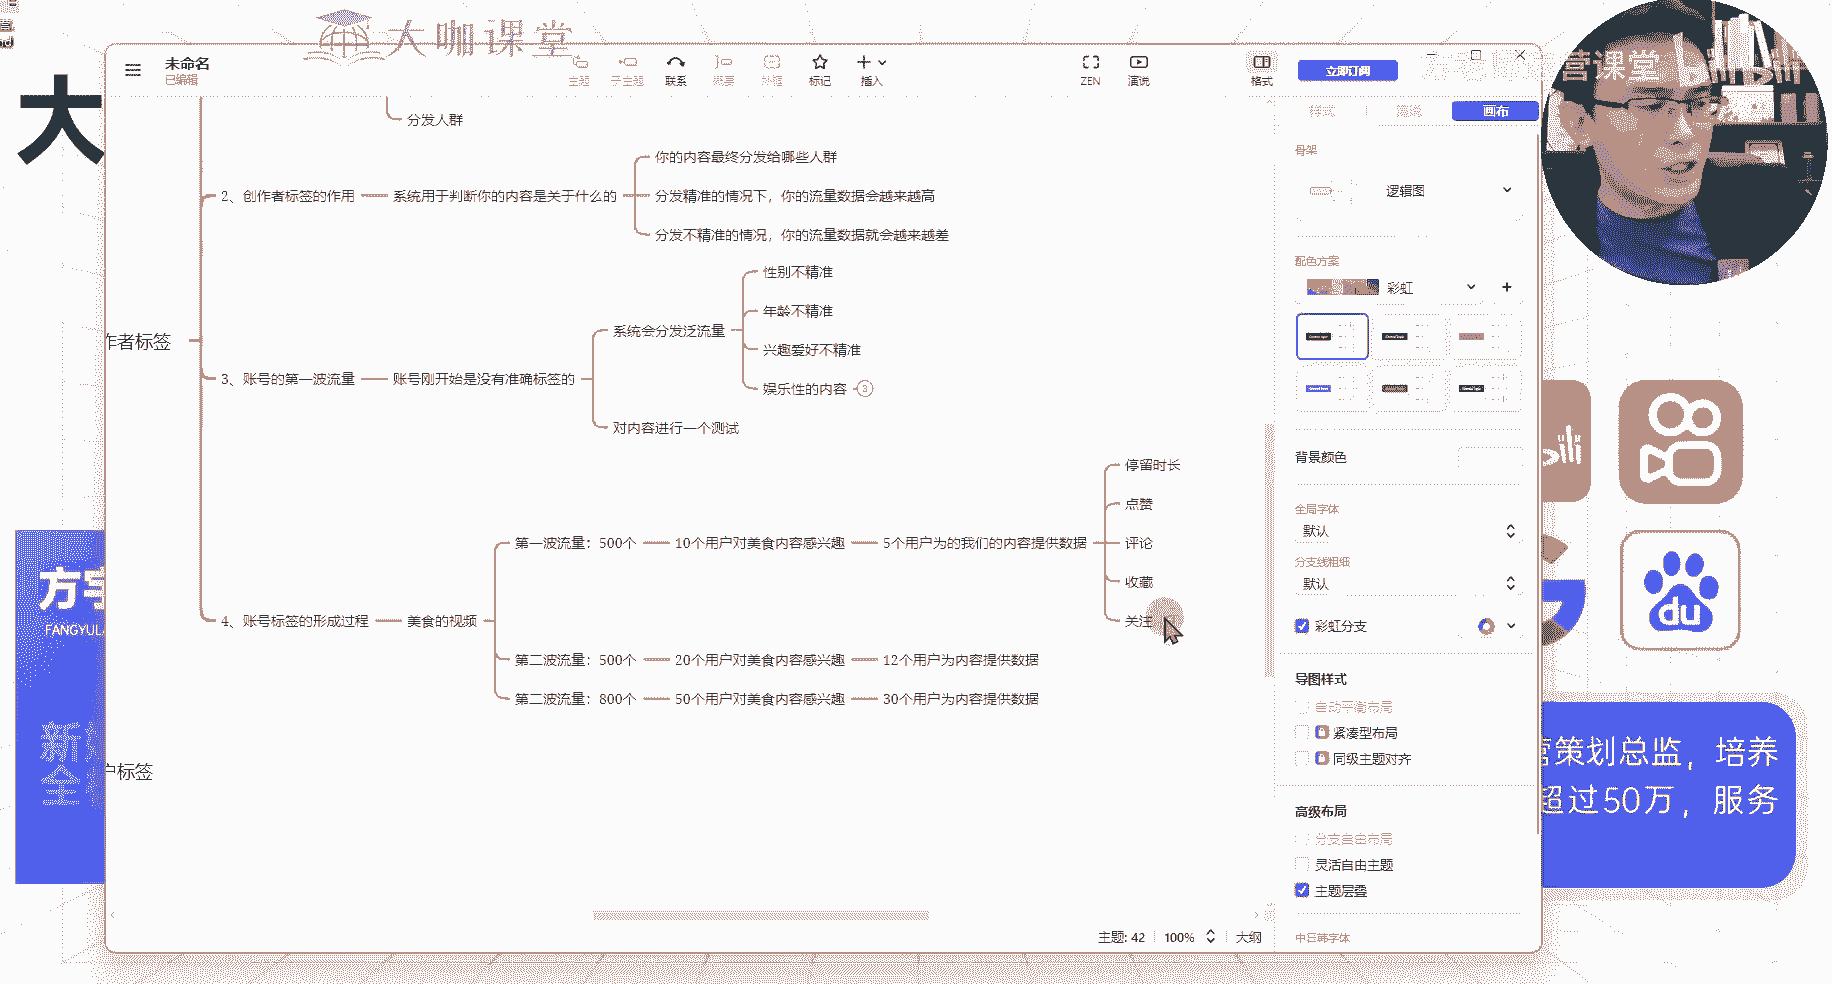 大咖课堂
大
未命名
已编辑
主题
子主题
联系
概要
外框
标记
插入
ZEN
演说
格式
立即订阅
营课堂
样式
画布
分发人群
2、创作者标签的作用
系统用于判断你的内容是关于什么的
你的内容最终分发给哪些人群
分发精准的情况下，你的流量数据会越来越高
分发不精准的情况，你的流量数据就会越来越差
作者标签
3、账号的第一波流量
账号刚开始是没有准确标签的
系统会分发泛流量
性别不精准
年龄不精准
兴趣爱好不精准
娱乐性的内容
3
对内容进行一个测试
4、账号标签的形成过程
美食的视频
第一波流量：500个
10个用户对美食内容感兴趣
5个用户为的我们的内容提供数据
停留时长
点赞
评论
收藏
关注
第二波流量：500个
20个用户对美食内容感兴趣
12个用户为内容提供数据
第二波流量：800个
50个用户对美食内容感兴趣
30个用户为内容提供数据
户标签
骨架
逻辑图
配色方案
彩虹
背景颜色
全局字体
默认
分支线粗细
默认
彩虹分支
导图样式
自动平衡布局
紧凑型布局
同级主题对齐
高级布局
分支自由布局
灵活自由主题
主题层叠
中日韩字体
主题: 42
100%
大纲
方
FANGYU
新
全
du
营策划总监，培养
超过50万，服务